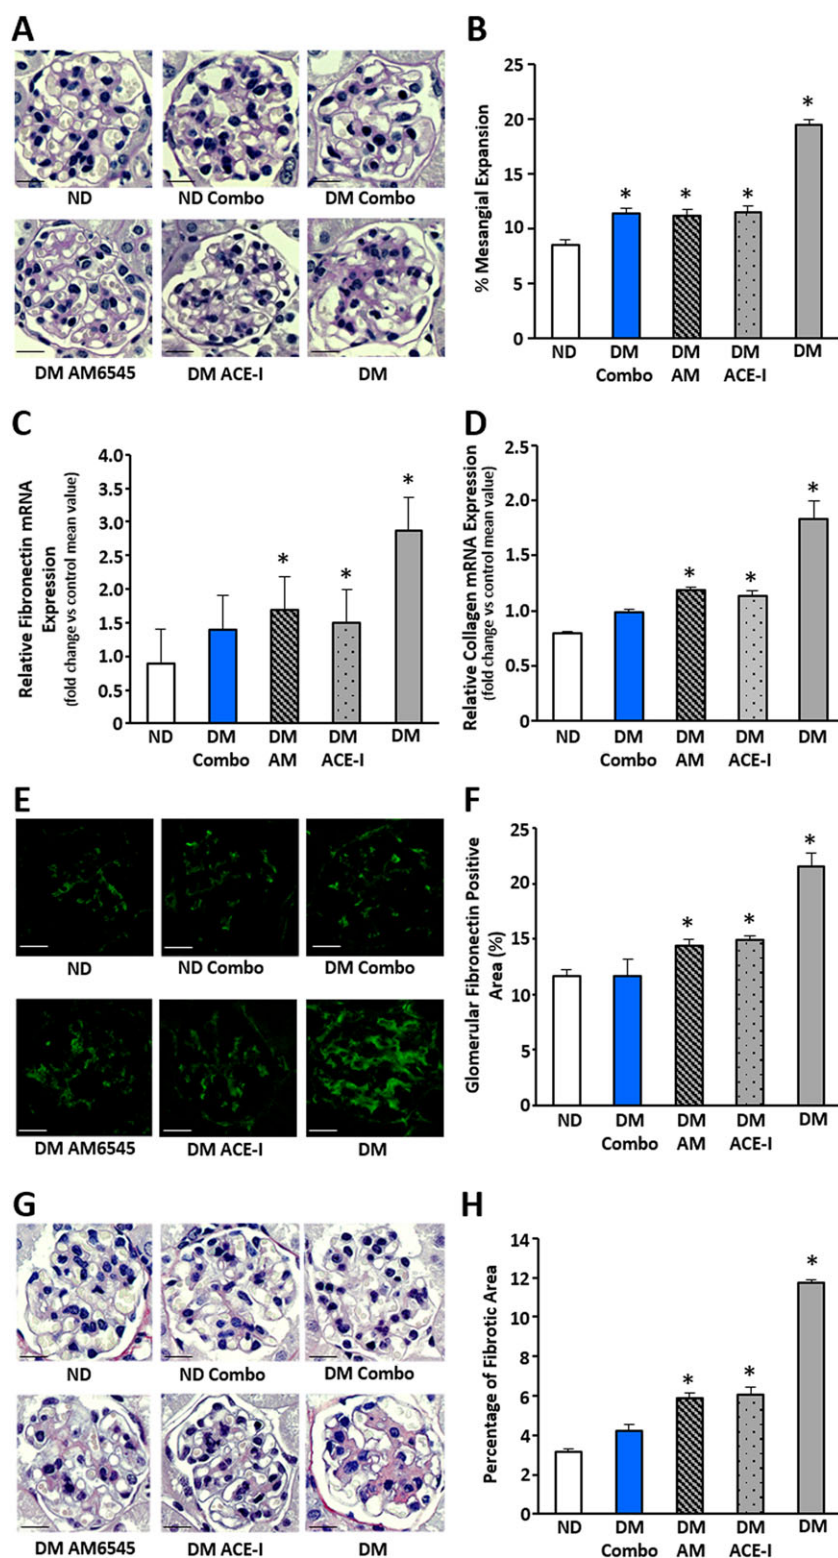 A
ND
ND Combo
DM Combo
DM AM6545
DM ACE-I
DM
B
% Mesangial Expansion
25
20
15
10
5
0
*
*
*
*
ND
DM
Combo
DM
AM
DM
ACE-I
DM
C
Relative Fibronectin mRNA
Expression
(fold change vs control mean value)
4.0
3.5
3.0
2.5
2.0
1.5
1.0
0.5
0
*
*
*
ND
DM
Combo
DM
AM
DM
ACE-I
DM
D
Relative Collagen mRNA Expression
(fold change vs control mean value)
2.5
2.0
1.5
1.0
0.5
0
*
*
*
ND
DM
Combo
DM
AM
DM
ACE-I
DM
E
ND
ND Combo
DM Combo
DM AM6545
DM ACE-I
DM
F
Glomerular Fibronectin Positive
Area (%)
25
20
15
10
5
0
*
*
*
ND
DM
Combo
DM
AM
DM
ACE-I
DM
G
ND
ND Combo
DM Combo
DM AM6545
DM ACE-I
DM
H
Percentage of Fibrotic Area
14
12
10
8
6
4
2
0
*
*
*
ND
DM
Combo
DM
AM
DM
ACE-I
DM